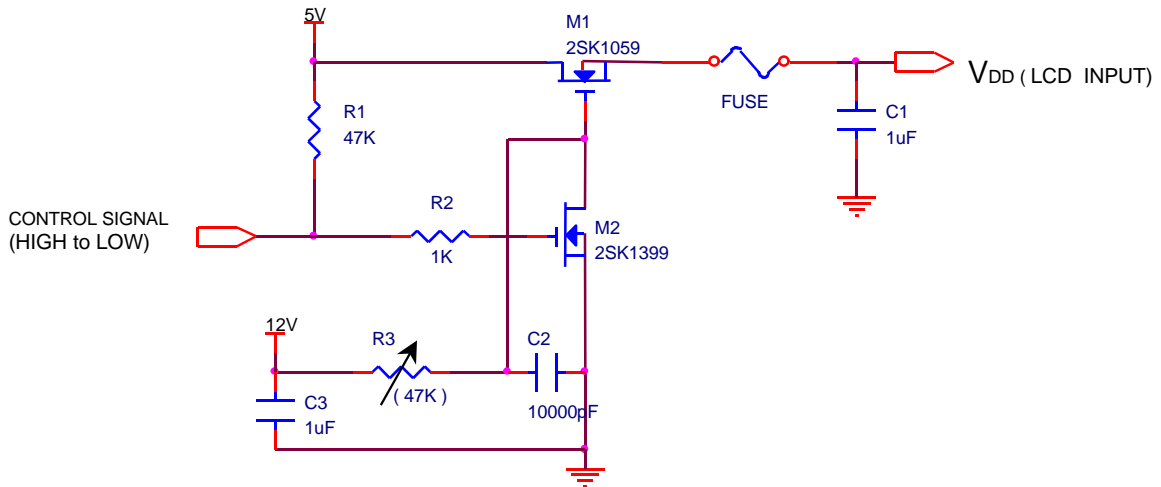 5V
M1
2SK1059
VDD ( LCD INPUT)
R1
47K
FUSE
C1
1uF
CONTROL SIGNAL
(HIGH to LOW)
R2
1K
M2
2SK1399
12V
R3
( 47K )
C2
10000pF
C3
1uF